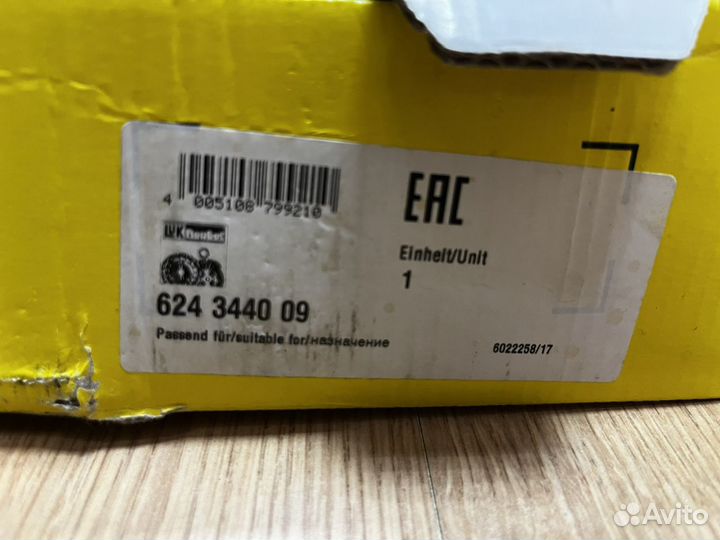 4 005108 799210
EAC
LUK RepSet
Einheit/Unit
1
624 3440 09
Passend für/suitable for/назначение
6022258/17
Avito